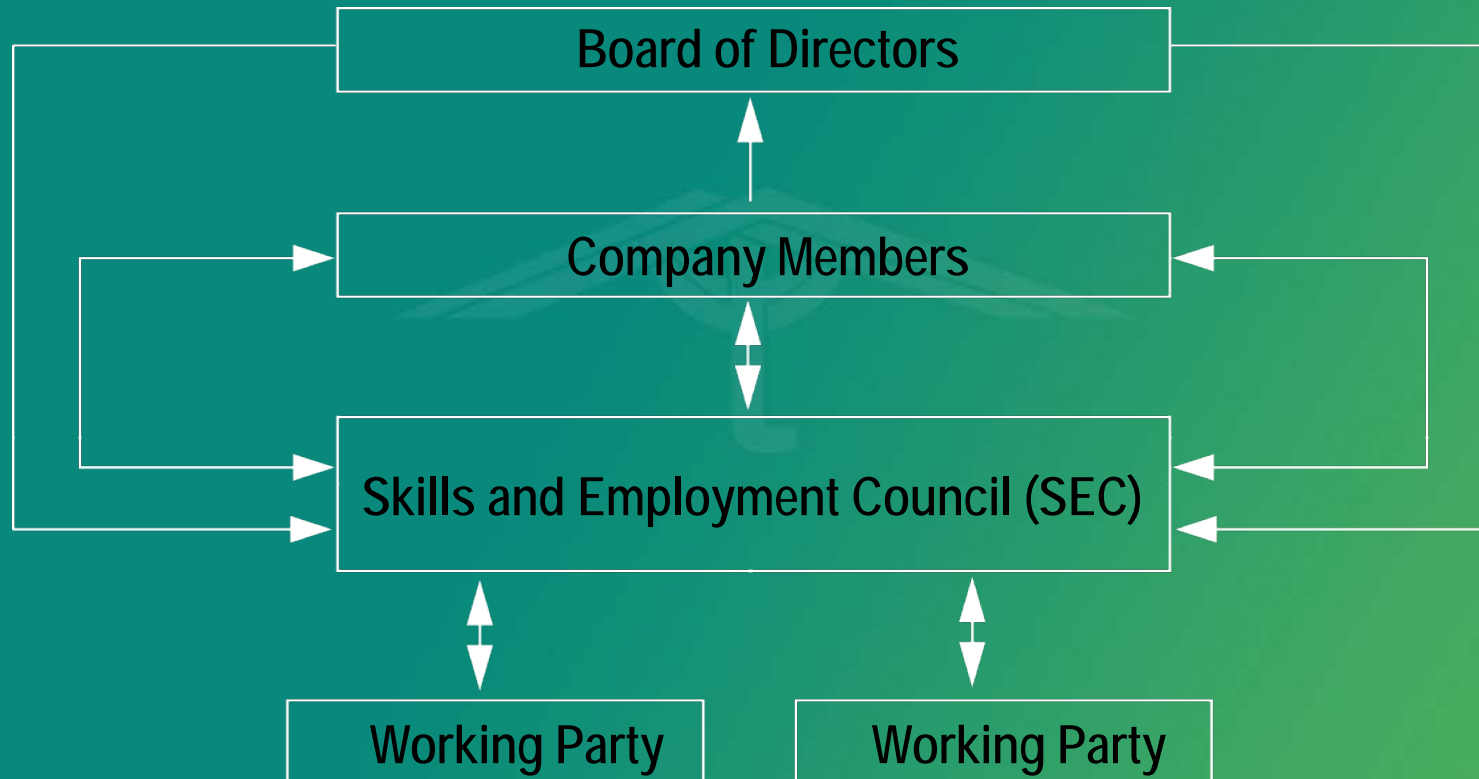 Board of Directors
Company Members
Skills and Employment Council (SEC)
Working Party
Working Party